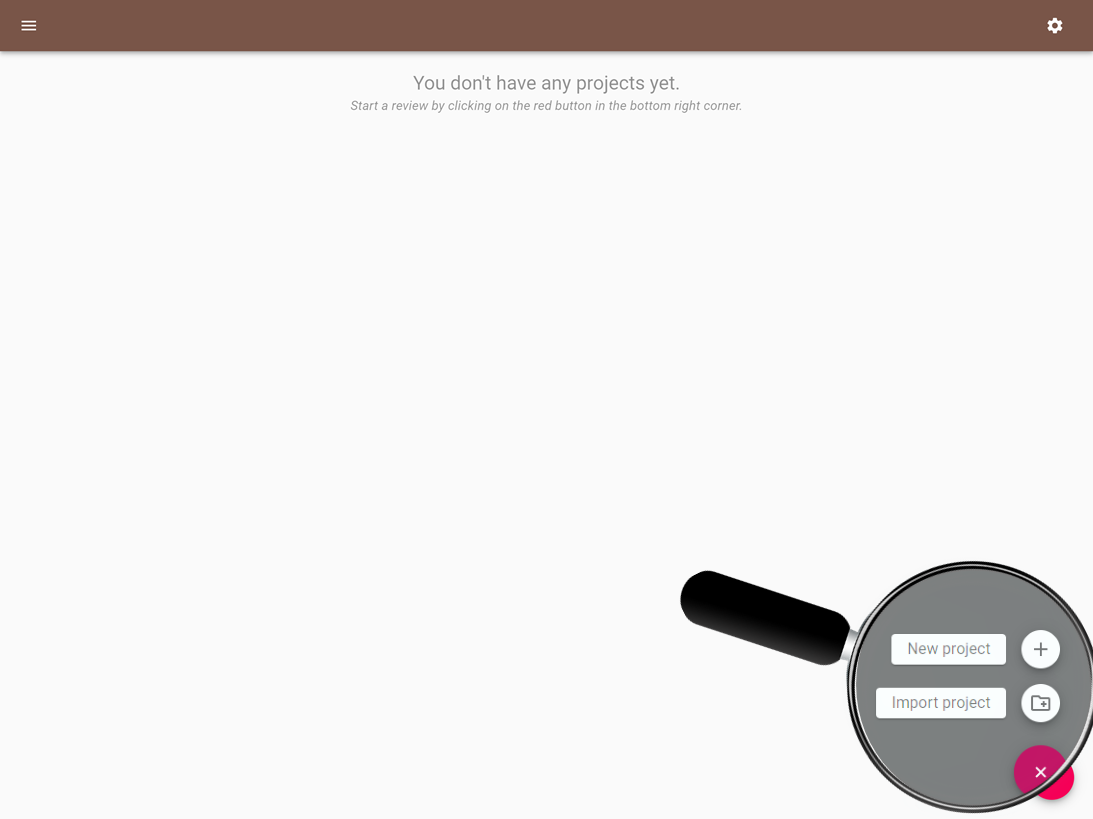 You don't have any projects yet.
Start a review by clicking on the red button in the bottom right corner.
New project
Import project